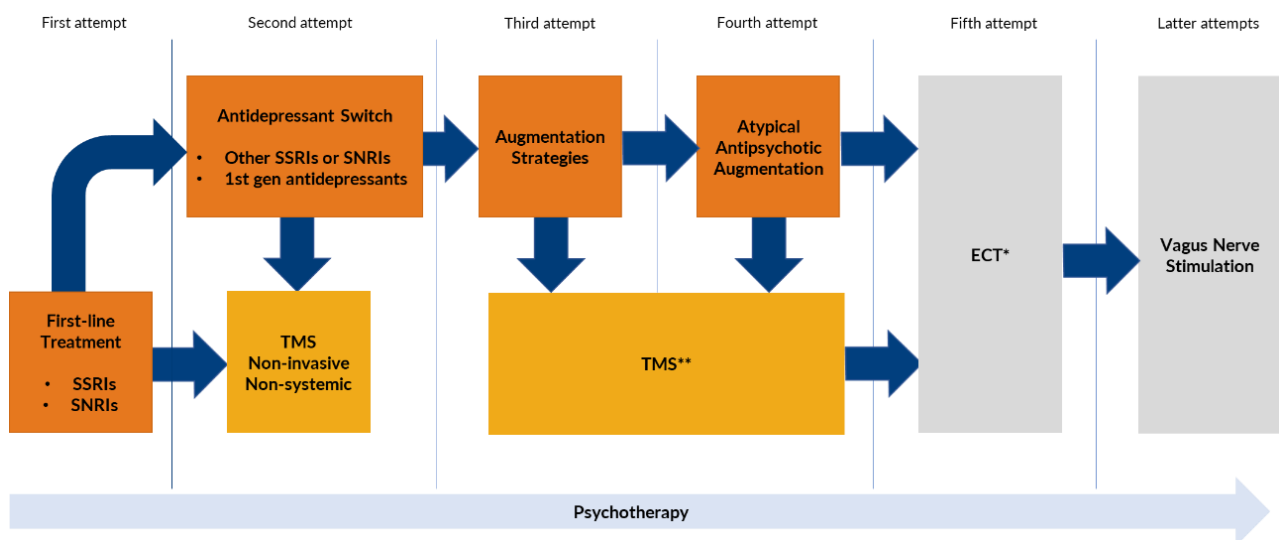 First attempt
Second attempt
Third attempt
Fourth attempt
Fifth attempt
Latter attempts
Antidepressant Switch
• Other SSRIs or SNRIs
• 1st gen antidepressants
Augmentation
Strategies
Atypical
Antipsychotic
Augmentation
ECT*
Vagus Nerve
Stimulation
First-line
Treatment
• SSRIs
• SNRIs
TMS
Non-invasive
Non-systemic
TMS**
Psychotherapy